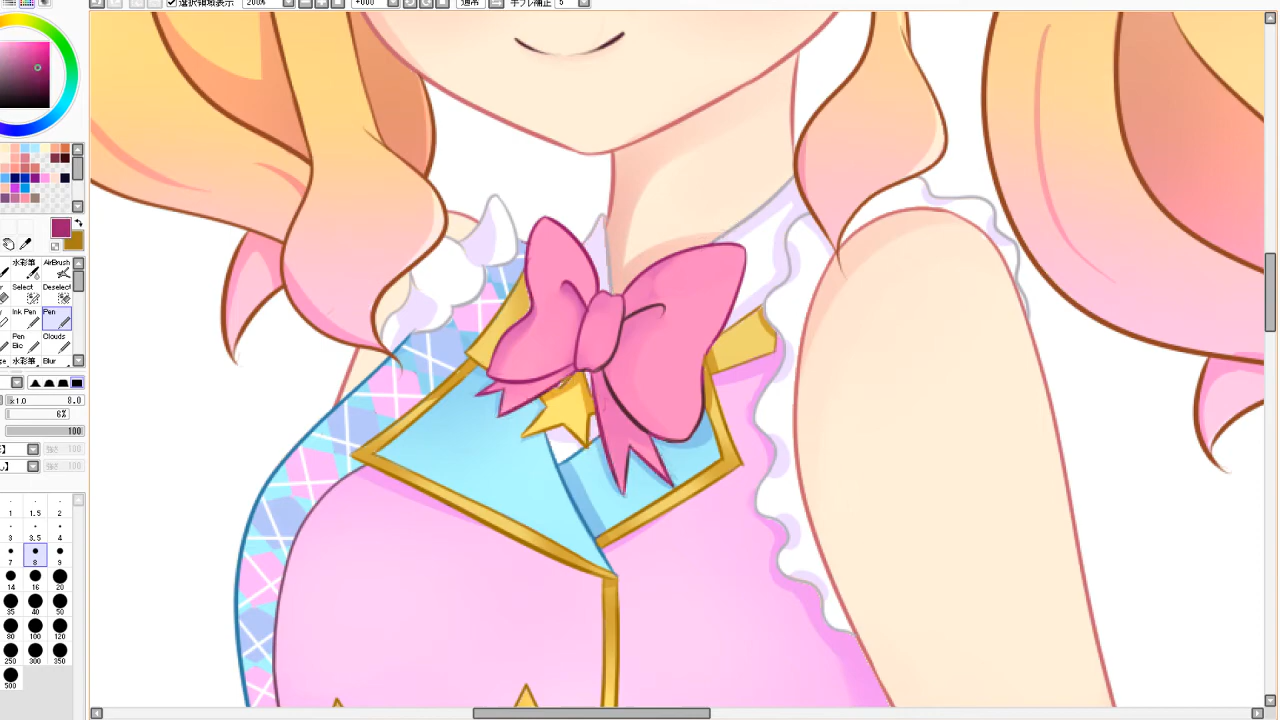 選択領域表示 200% +000 通常 手ブレ補正 5
水彩筆 AirBrush
Select Deselect
Ink Pen Pen
Pen Clouds
Blo
水彩筆 Blur
x1.0 8.0
6%
100
100
100
1 1.5 2
3 3.5 4
7 8 9
14 16 20
35 40 50
80 100 120
250 300 350
500